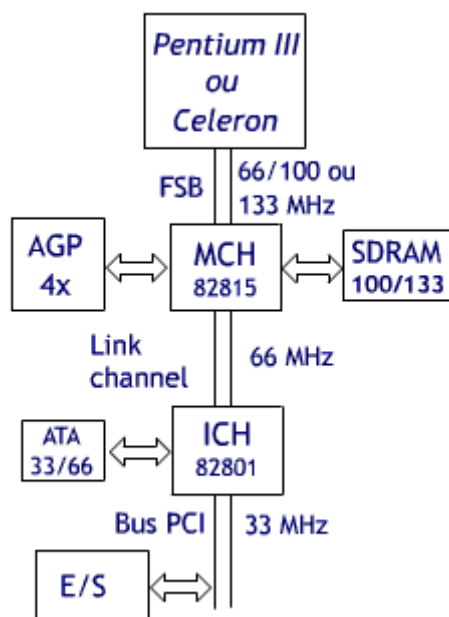 Pentium III
ou
Celeron
FSB
66/100 ou
133 MHz
AGP
4x
MCH
82815
SDRAM
100/133
Link
channel
66 MHz
ATA
33/66
ICH
82801
Bus PCI
33 MHz
E/S